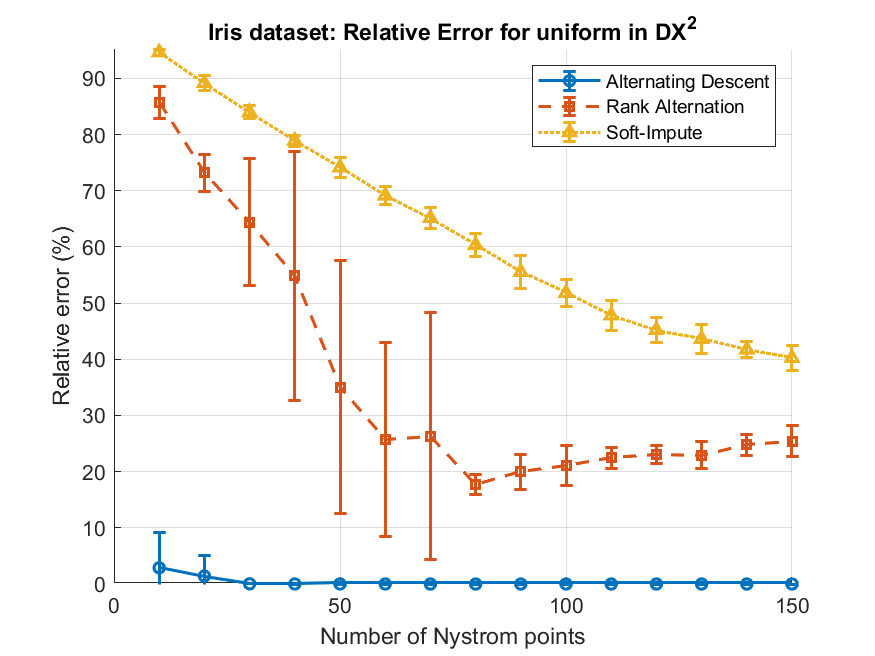 Iris dataset: Relative Error for uniform in DX²
Alternating Descent
Rank Alternation
Soft-Impute
Relative error (%)
90
80
70
60
50
40
30
20
10
0
0 50 100 150
Number of Nystrom points